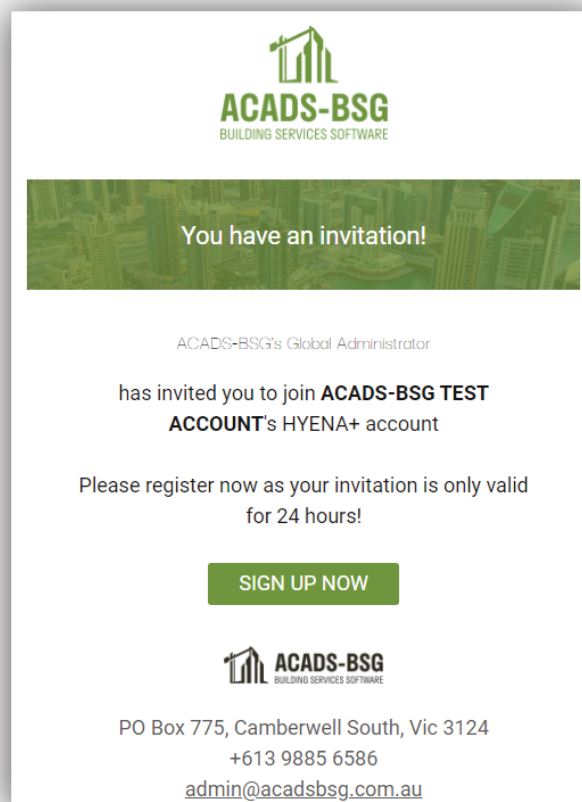 ACADS-BSG
BUILDING SERVICES SOFTWARE
You have an invitation!
ACADS-BSG's Global Administrator
has invited you to join ACADS-BSG TEST
ACCOUNT's HYENA+ account
Please register now as your invitation is only valid
for 24 hours!
SIGN UP NOW
ACADS-BSG
BUILDING SERVICES SOFTWARE
PO Box 775, Camberwell South, Vic 3124
+613 9885 6586
admin@acadsbsg.com.au